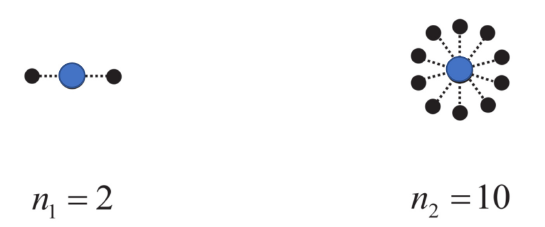 n₁ = 2
n₂ = 10